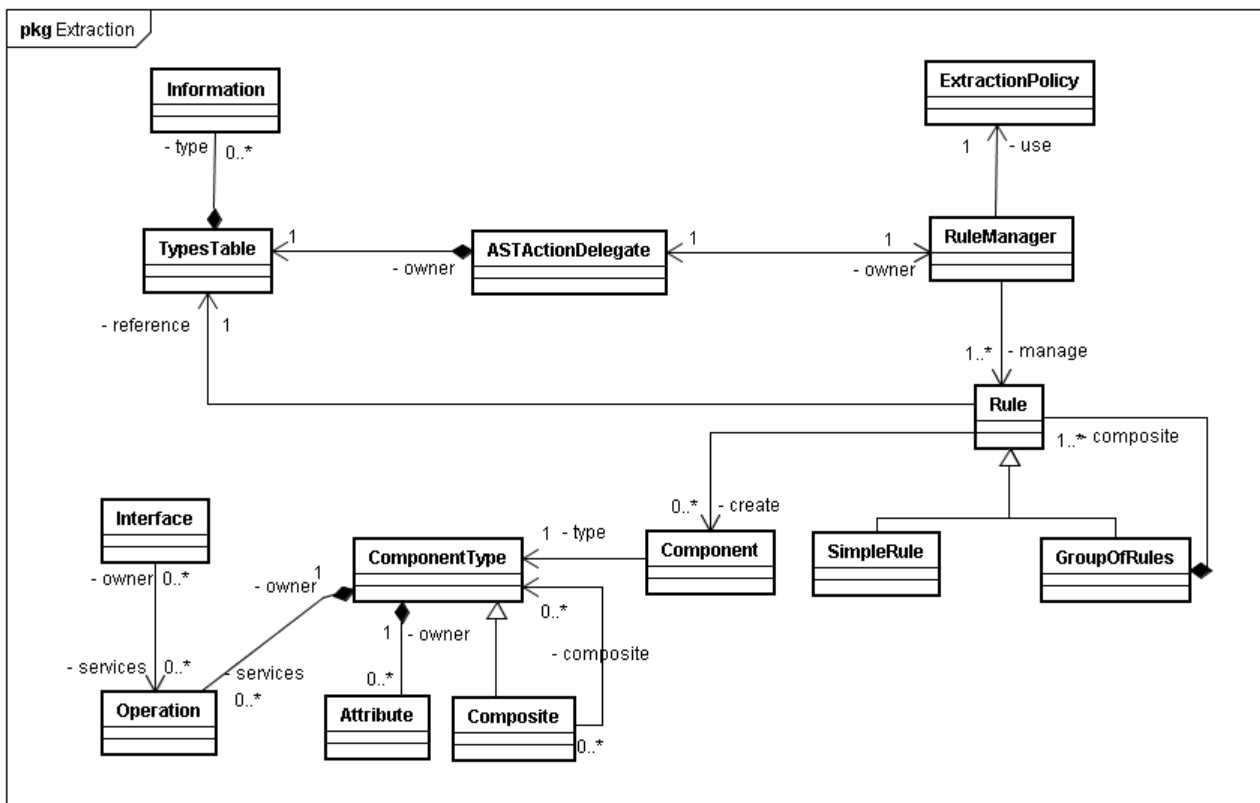 pkg Extraction
Information
ExtractionPolicy
- type
0..*
1
- use
TypesTable
1
- owner
ASTActionDelegate
1
1
- owner
RuleManager
- reference
1
1..*
- manage
Rule
1..*
- composite
0..*
- create
Interface
ComponentType
1
- type
Component
SimpleRule
GroupOfRules
- owner
0..*
1
- owner
0..*
1
- owner
- composite
- services
0..*
- services
0..*
0..*
Operation
Attribute
Composite
0..*